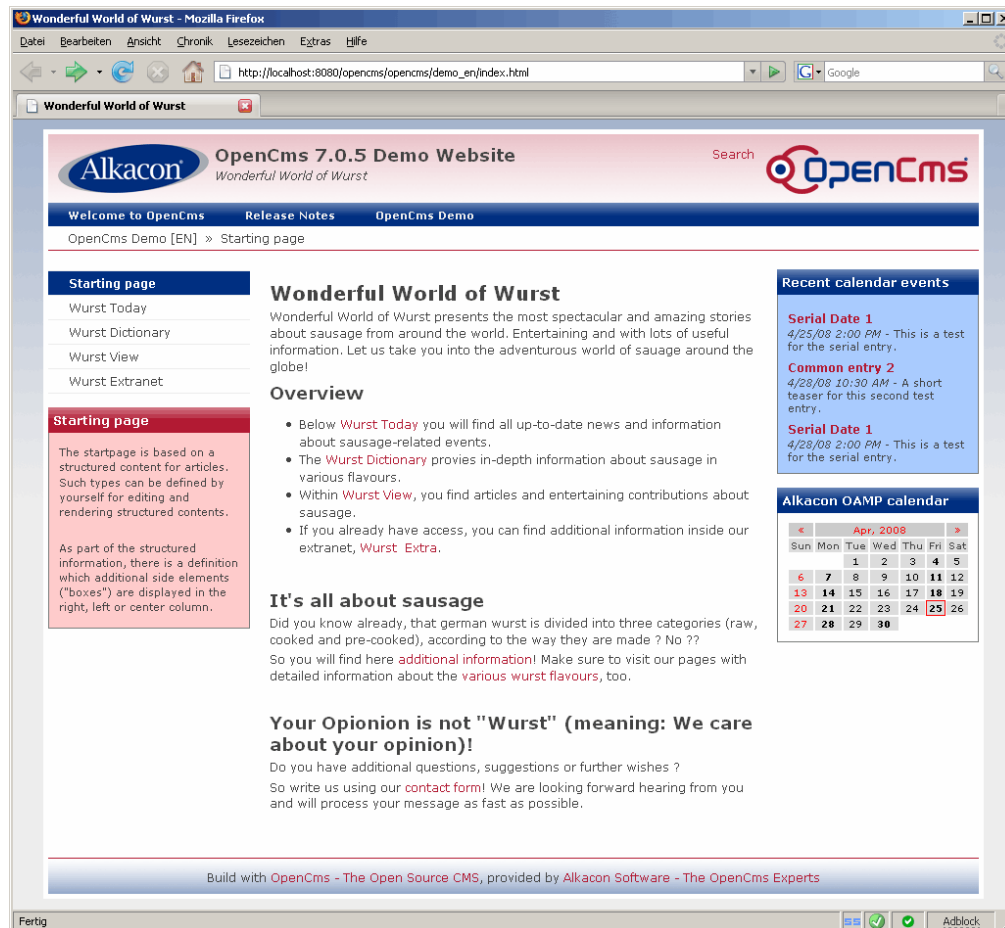 Wonderful World of Wurst - Mozilla Firefox
Datei Bearbeiten Ansicht Chronik Lesezeichen Extras Hilfe
http://localhost:8080/opencms/opencms/demo_en/index.html
G Google
Wonderful World of Wurst
Alkacon
OpenCms 7.0.5 Demo Website
Wonderful World of Wurst
Search
OpenCms
Welcome to OpenCms Release Notes OpenCms Demo
OpenCms Demo [EN] » Starting page
Starting page
Wurst Today
Wurst Dictionary
Wurst View
Wurst Extranet
Starting page
The startpage is based on a
structured content for articles.
Such types can be defined by
yourself for editing and
rendering structured contents.
As part of the structured
information, there is a definition
which additional side elements
("boxes") are displayed in the
right, left or center column.
Wonderful World of Wurst
Wonderful World of Wurst presents the most spectacular and amazing stories
about sausage from around the world. Entertaining and with lots of useful
information. Let us take you into the adventurous world of sauage around the
globe!
Overview
• Below Wurst Today you will find all up-to-date news and information
about sausage-related events.
• The Wurst Dictionary provies in-depth information about sausage in
various flavours.
• Within Wurst View, you find articles and entertaining contributions about
sausage.
• If you already have access, you can find additional information inside our
extranet, Wurst Extra.
It's all about sausage
Did you know already, that german wurst is divided into three categories (raw,
cooked and pre-cooked), according to the way they are made ? No ??
So you will find here additional information! Make sure to visit our pages with
detailed information about the various wurst flavours, too.
Your Opionion is not "Wurst" (meaning: We care
about your opinion)!
Do you have additional questions, suggestions or further wishes ?
So write us using our contact form! We are looking forward hearing from you
and will process your message as fast as possible.
Recent calendar events
Serial Date 1
4/25/08 2:00 PM - This is a test
for the serial entry.
Common entry 2
4/28/08 10:30 AM - A short
teaser for this second test
entry.
Serial Date 1
4/28/08 2:00 PM - This is a test
for the serial entry.
Alkacon OAMP calendar
« Apr, 2008 »
Sun Mon Tue Wed Thu Fri Sat
1 2 3 4 5
6 7 8 9 10 11 12
13 14 15 16 17 18 19
20 21 22 23 24 25 26
27 28 29 30
Build with OpenCms - The Open Source CMS, provided by Alkacon Software - The OpenCms Experts
Fertig
Adblock